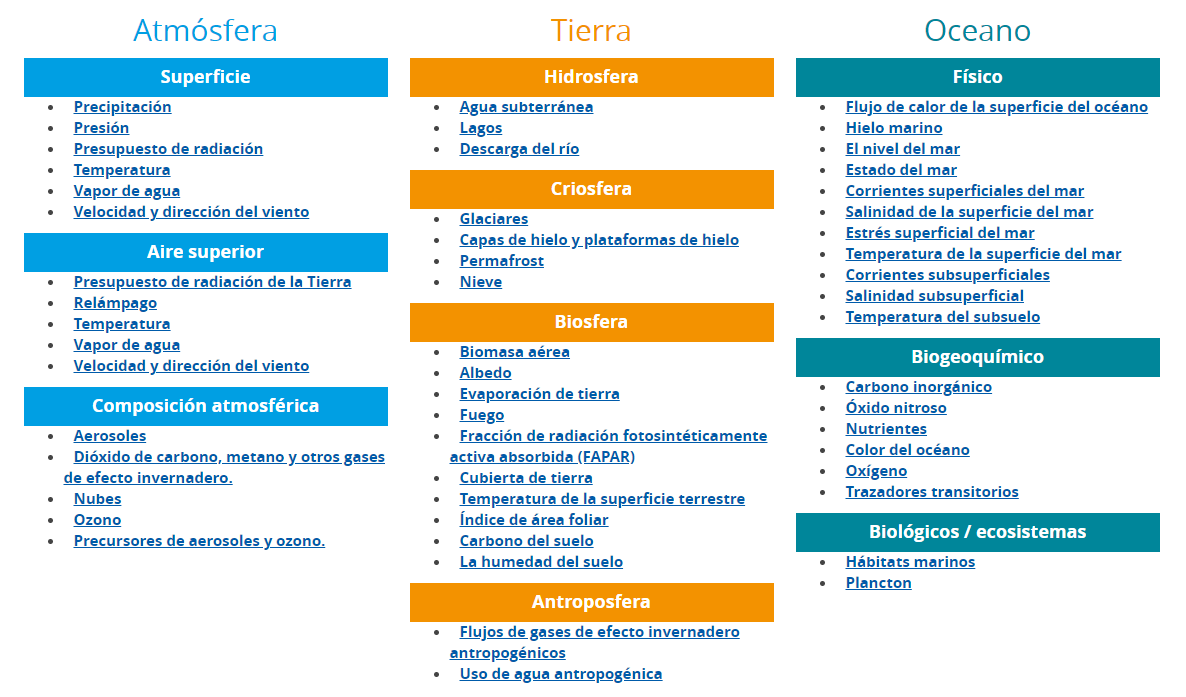 Atmósfera
Superficie
Precipitación
Presión
Presupuesto de radiación
Temperatura
Vapor de agua
Velocidad y dirección del viento
Aire superior
Presupuesto de radiación de la Tierra
Relámpago
Temperatura
Vapor de agua
Velocidad y dirección del viento
Composición atmosférica
Aerosoles
Dióxido de carbono, metano y otros gases
de efecto invernadero.
Nubes
Ozono
Precursores de aerosoles y ozono.
Tierra
Hidrosfera
Agua subterránea
Lagos
Descarga del río
Criosfera
Glaciares
Capas de hielo y plataformas de hielo
Permafrost
Nieve
Biosfera
Biomasa aérea
Albedo
Evaporación de tierra
Fuego
Fracción de radiación fotosintéticamente
activa absorbida (FAPAR)
Cubierta de tierra
Temperatura de la superficie terrestre
Índice de área foliar
Carbono del suelo
La humedad del suelo
Antroposfera
Flujos de gases de efecto invernadero
antropogénicos
Uso de agua antropogénica
Oceano
Físico
Flujo de calor de la superficie del océano
Hielo marino
El nivel del mar
Estado del mar
Corrientes superficiales del mar
Salinidad de la superficie del mar
Estrés superficial del mar
Temperatura de la superficie del mar
Corrientes subsuperficiales
Salinidad subsuperficial
Temperatura del subsuelo
Biogeoquímico
Carbono inorgánico
Óxido nitroso
Nutrientes
Color del océano
Oxígeno
Trazadores transitorios
Biológicos / ecosistemas
Hábitats marinos
Plancton